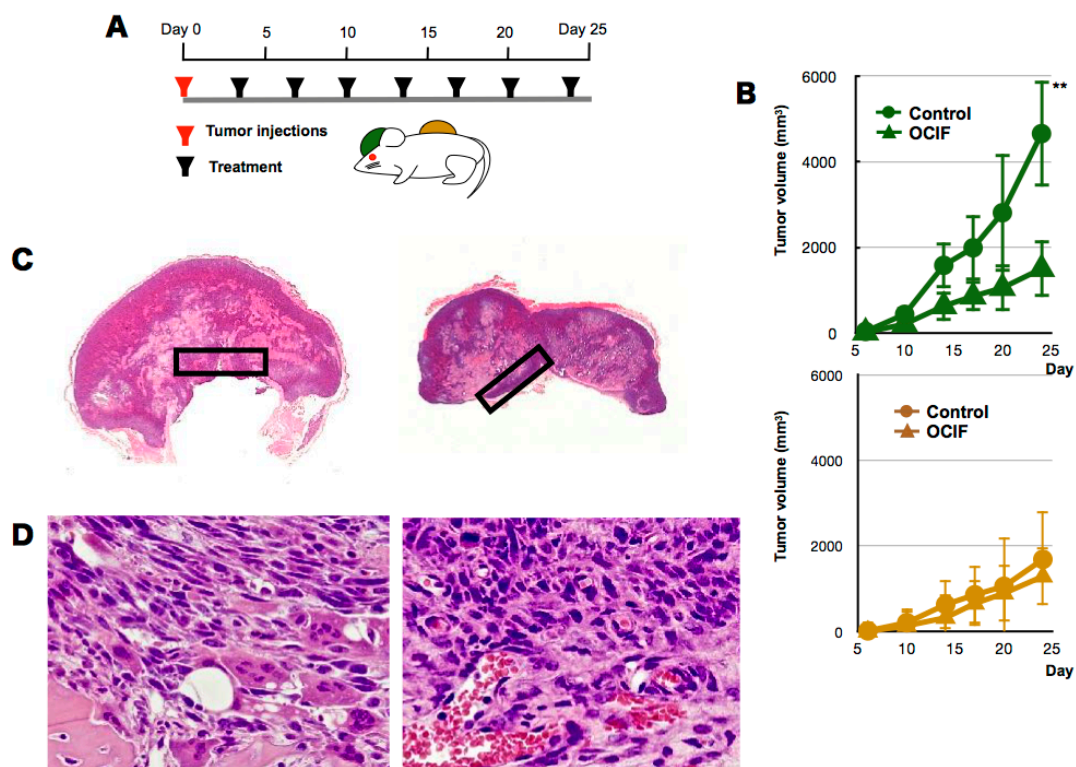 A
Day 0 5 10 15 20 Day 25
Tumor injections
Treatment
B
6000
4000
2000
0
Tumor volume (mm³)
Control
OCIF
**
5 10 15 20 25
Day
6000
4000
2000
0
Tumor volume (mm³)
Control
OCIF
5 10 15 20 25
Day
C
D